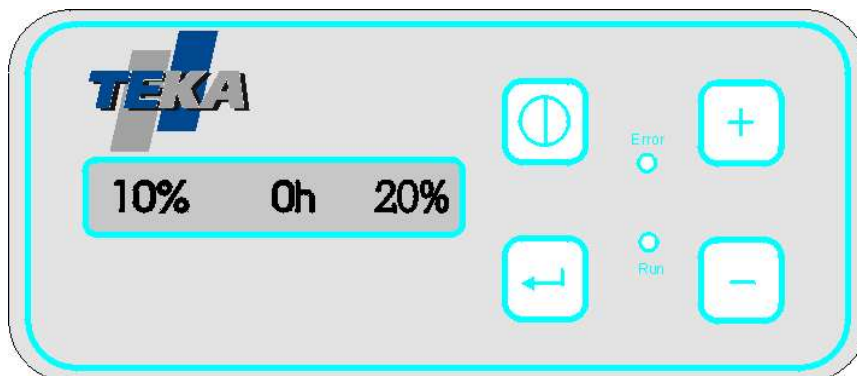 TEKA
10% 0h 20%
Error
+
Run
−